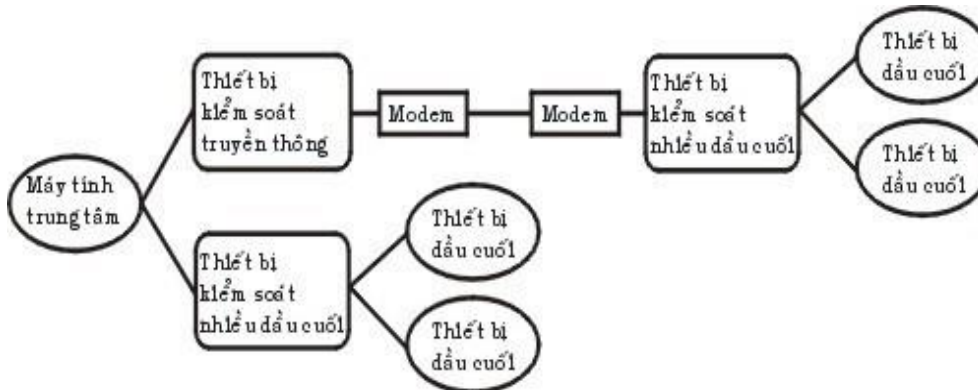 Thiết bị
kiểm soát
truyền thông
Modem
Modem
Thiết bị
kiểm soát
nhiều đầu cuối
Thiết bị
đầu cuối
Thiết bị
đầu cuối
Máy tính
trung tâm
Thiết bị
kiểm soát
nhiều đầu cuối
Thiết bị
đầu cuối
Thiết bị
đầu cuối